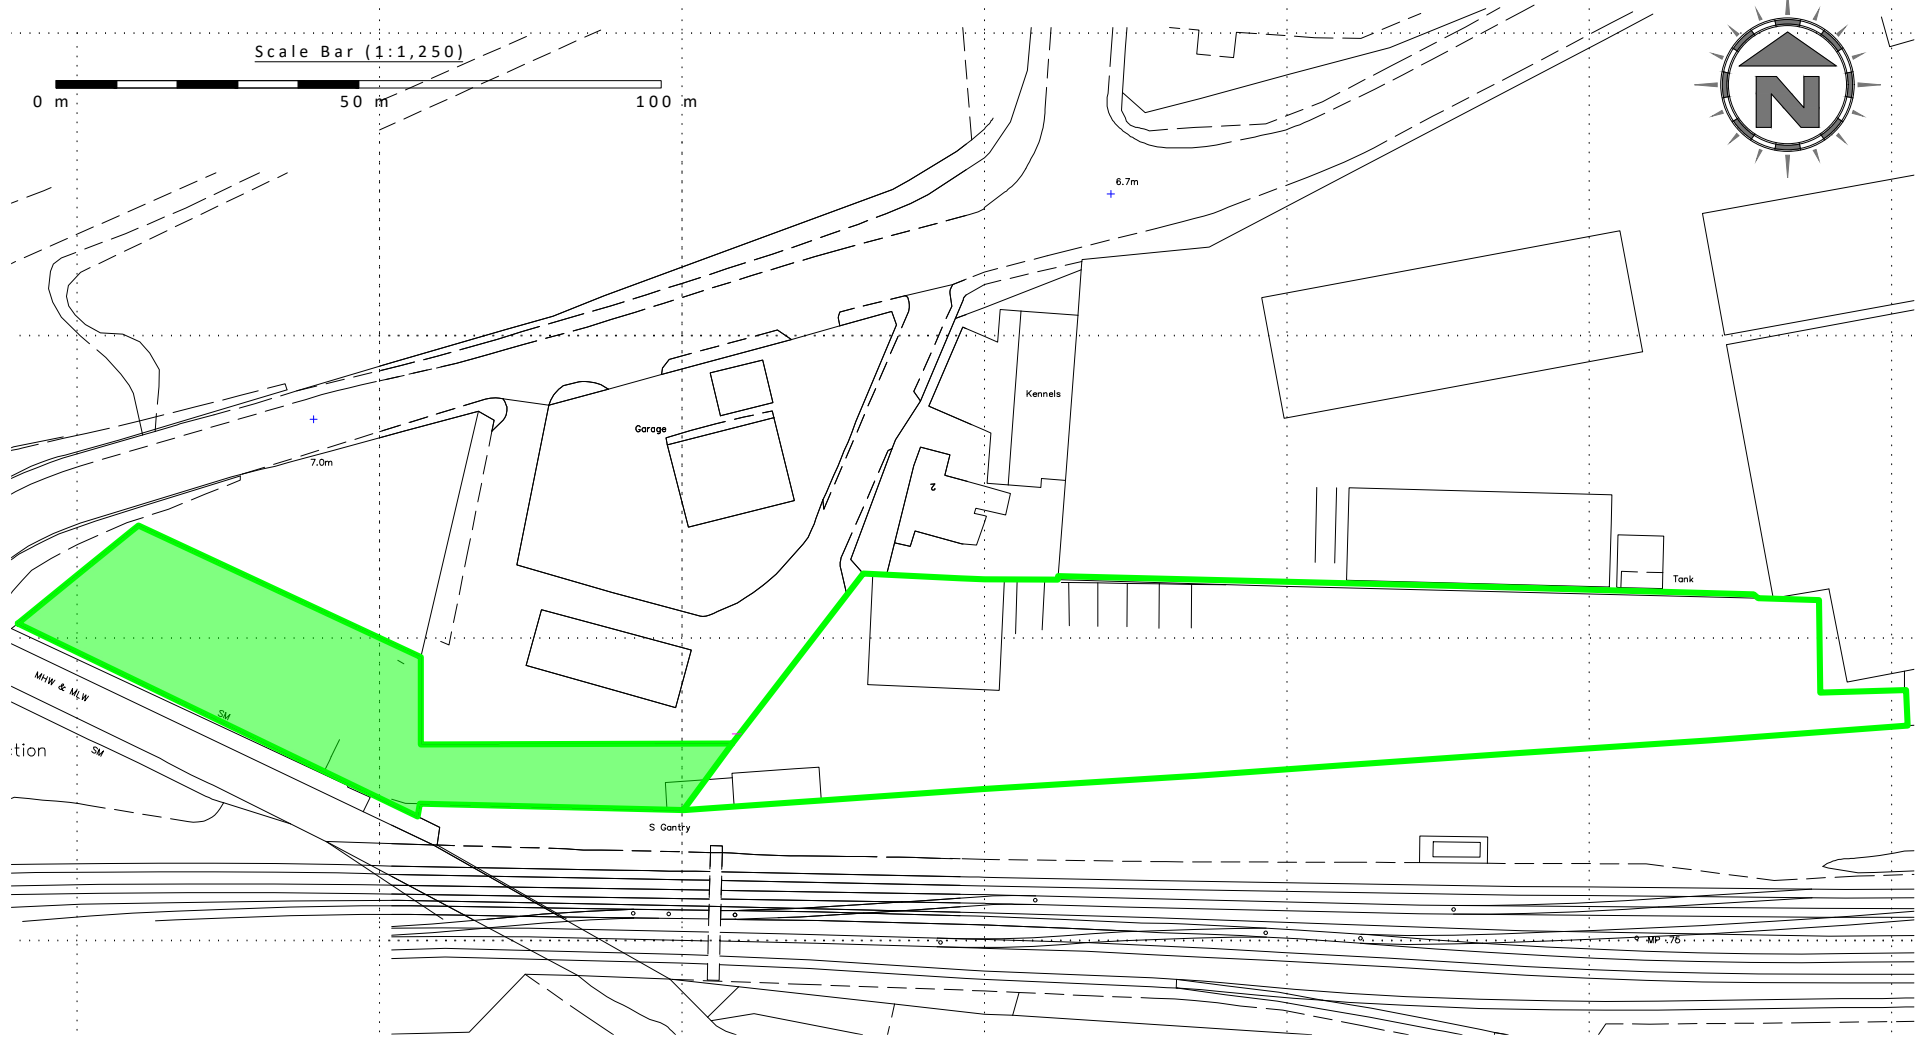 Scale Bar (1:1,250)
0 m 50 m 100 m
N
6.7m
Kennels
Garage
7.0m
2
Tank
MHW & MLW
SM
SM
tion
S Gantry
MP .76